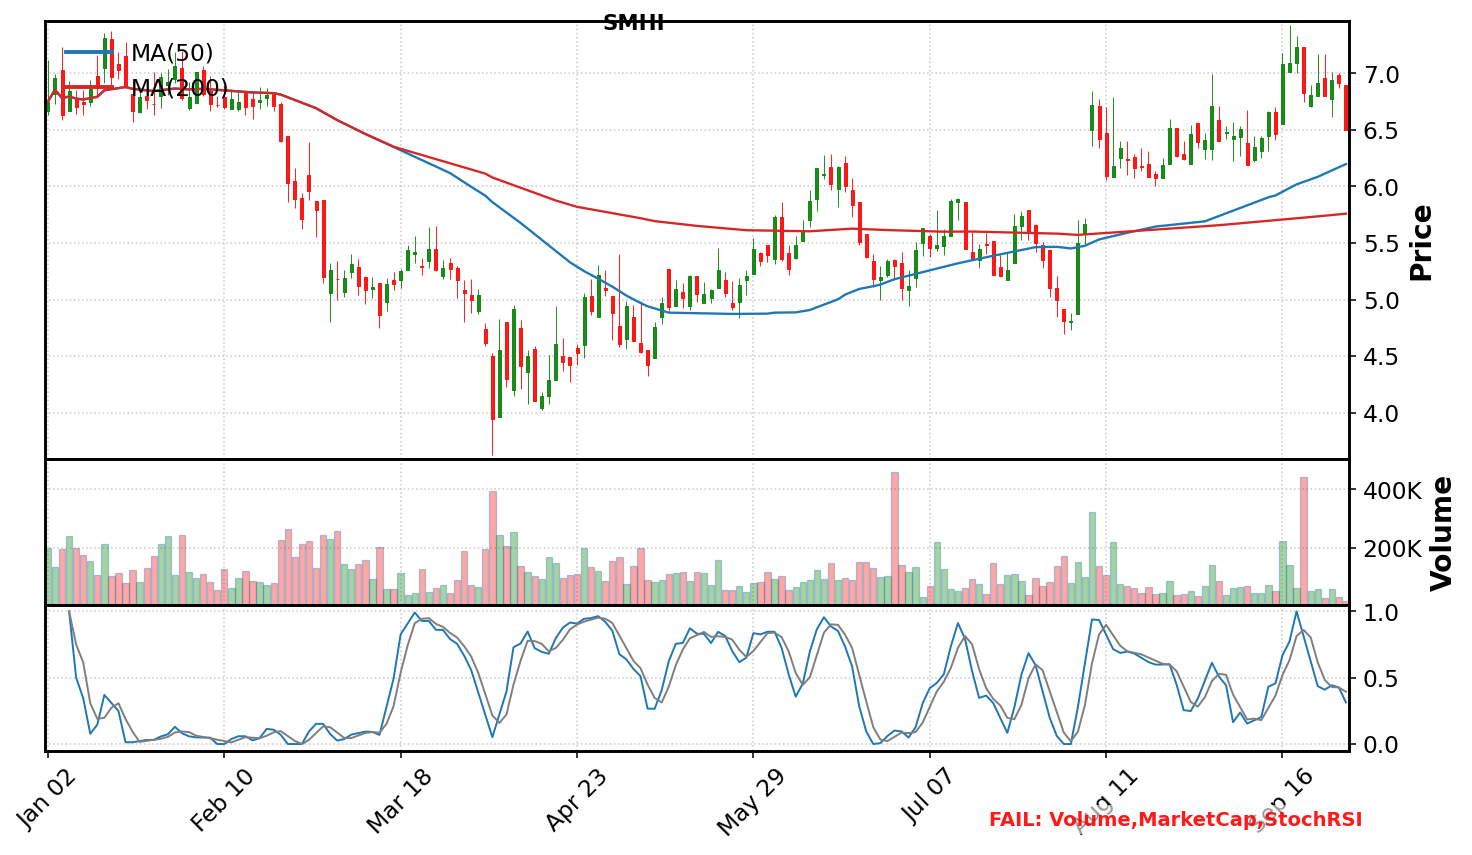 SMHI
MA(50)
MA(200)
7.0
6.5
6.0
5.5
5.0
4.5
4.0
Price
400K
200K
Volume
1.0
0.5
0.0
Jan 02
Feb 10
Mar 18
Apr 23
May 29
Jul 07
Aug 11
Sep 16
FAIL: Volume,MarketCap,StochRSI